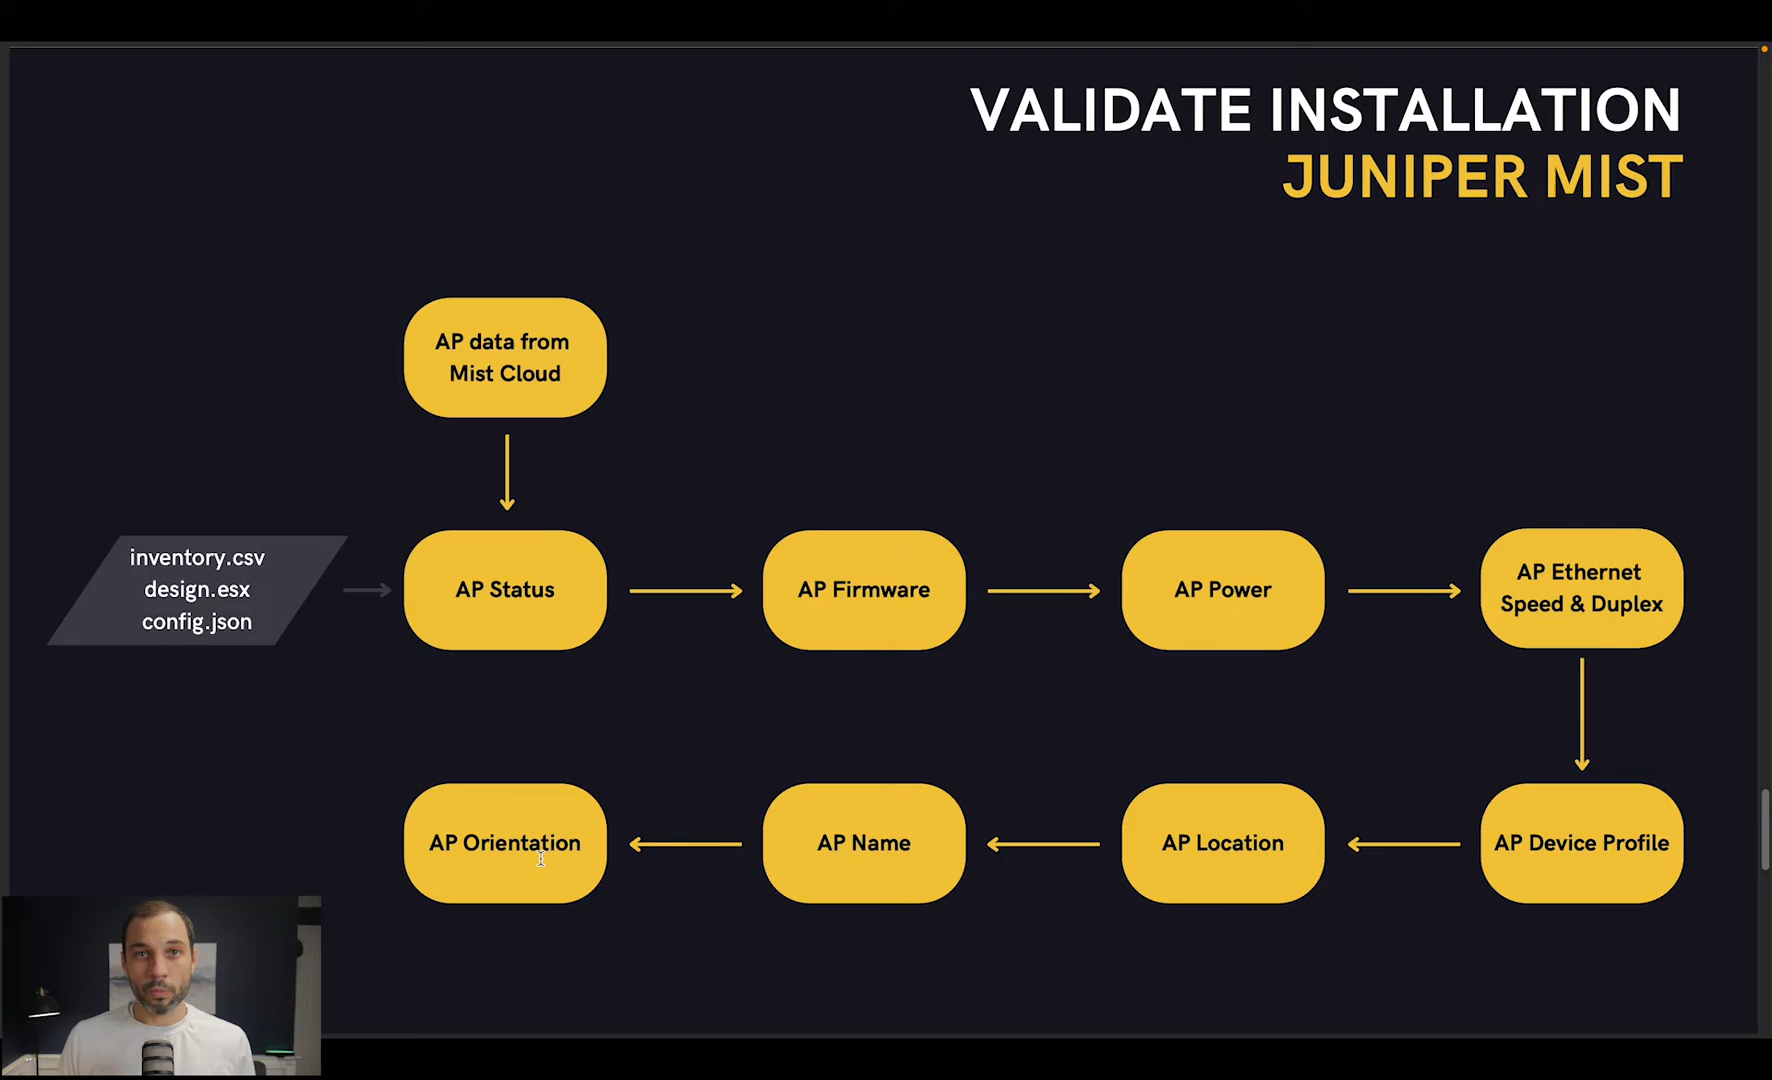 VALIDATE INSTALLATION
JUNIPER MIST
AP data from
Mist Cloud
inventory.csv
design.esx
config.json
AP Status
AP Firmware
AP Power
AP Ethernet
Speed & Duplex
AP Orientation
AP Name
AP Location
AP Device Profile